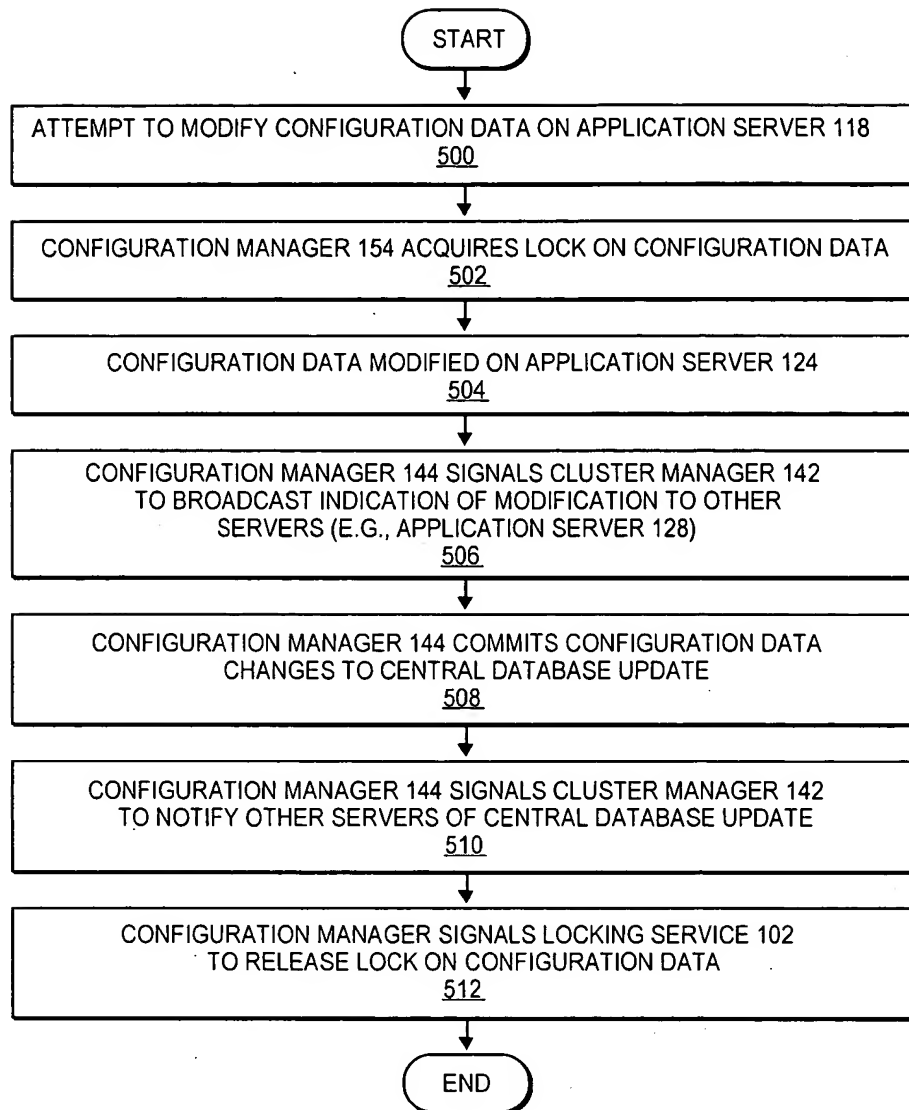 START
ATTEMPT TO MODIFY CONFIGURATION DATA ON APPLICATION SERVER 118
500
CONFIGURATION MANAGER 154 ACQUIRES LOCK ON CONFIGURATION DATA
502
CONFIGURATION DATA MODIFIED ON APPLICATION SERVER 124
504
CONFIGURATION MANAGER 144 SIGNALS CLUSTER MANAGER 142
TO BROADCAST INDICATION OF MODIFICATION TO OTHER
SERVERS (E.G., APPLICATION SERVER 128)
506
CONFIGURATION MANAGER 144 COMMITS CONFIGURATION DATA
CHANGES TO CENTRAL DATABASE UPDATE
508
CONFIGURATION MANAGER 144 SIGNALS CLUSTER MANAGER 142
TO NOTIFY OTHER SERVERS OF CENTRAL DATABASE UPDATE
510
CONFIGURATION MANAGER SIGNALS LOCKING SERVICE 102
TO RELEASE LOCK ON CONFIGURATION DATA
512
END